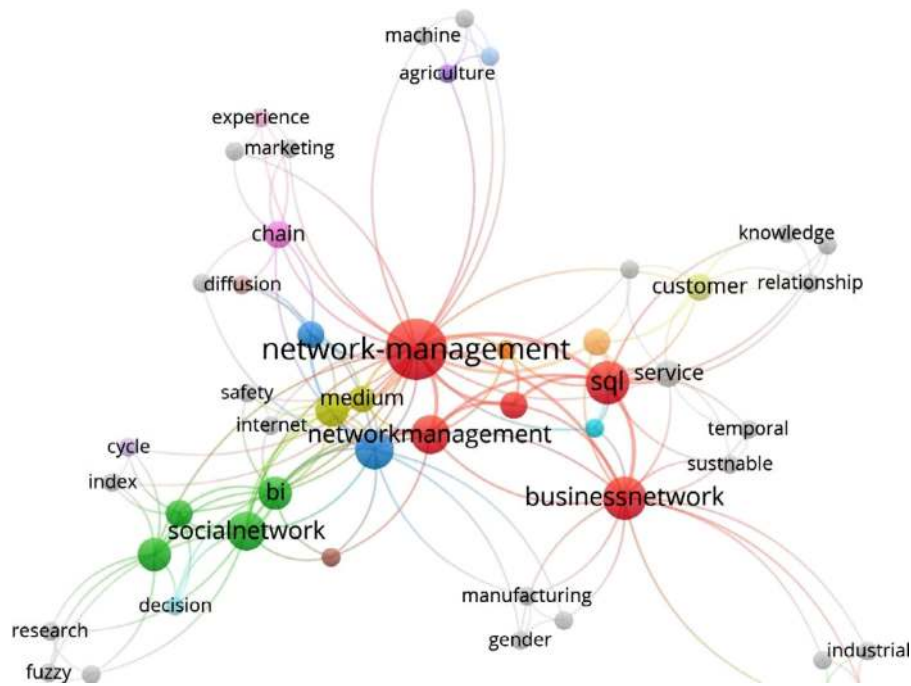 machine
agriculture
experience
marketing
chain
knowledge
diffusion
customer
relationship
network-management
sql
service
safety
medium
internet
networkmanagement
temporal
cycle
sustnable
index
bi
businessnetwork
socialnetwork
manufacturing
decision
research
gender
industrial
fuzzy